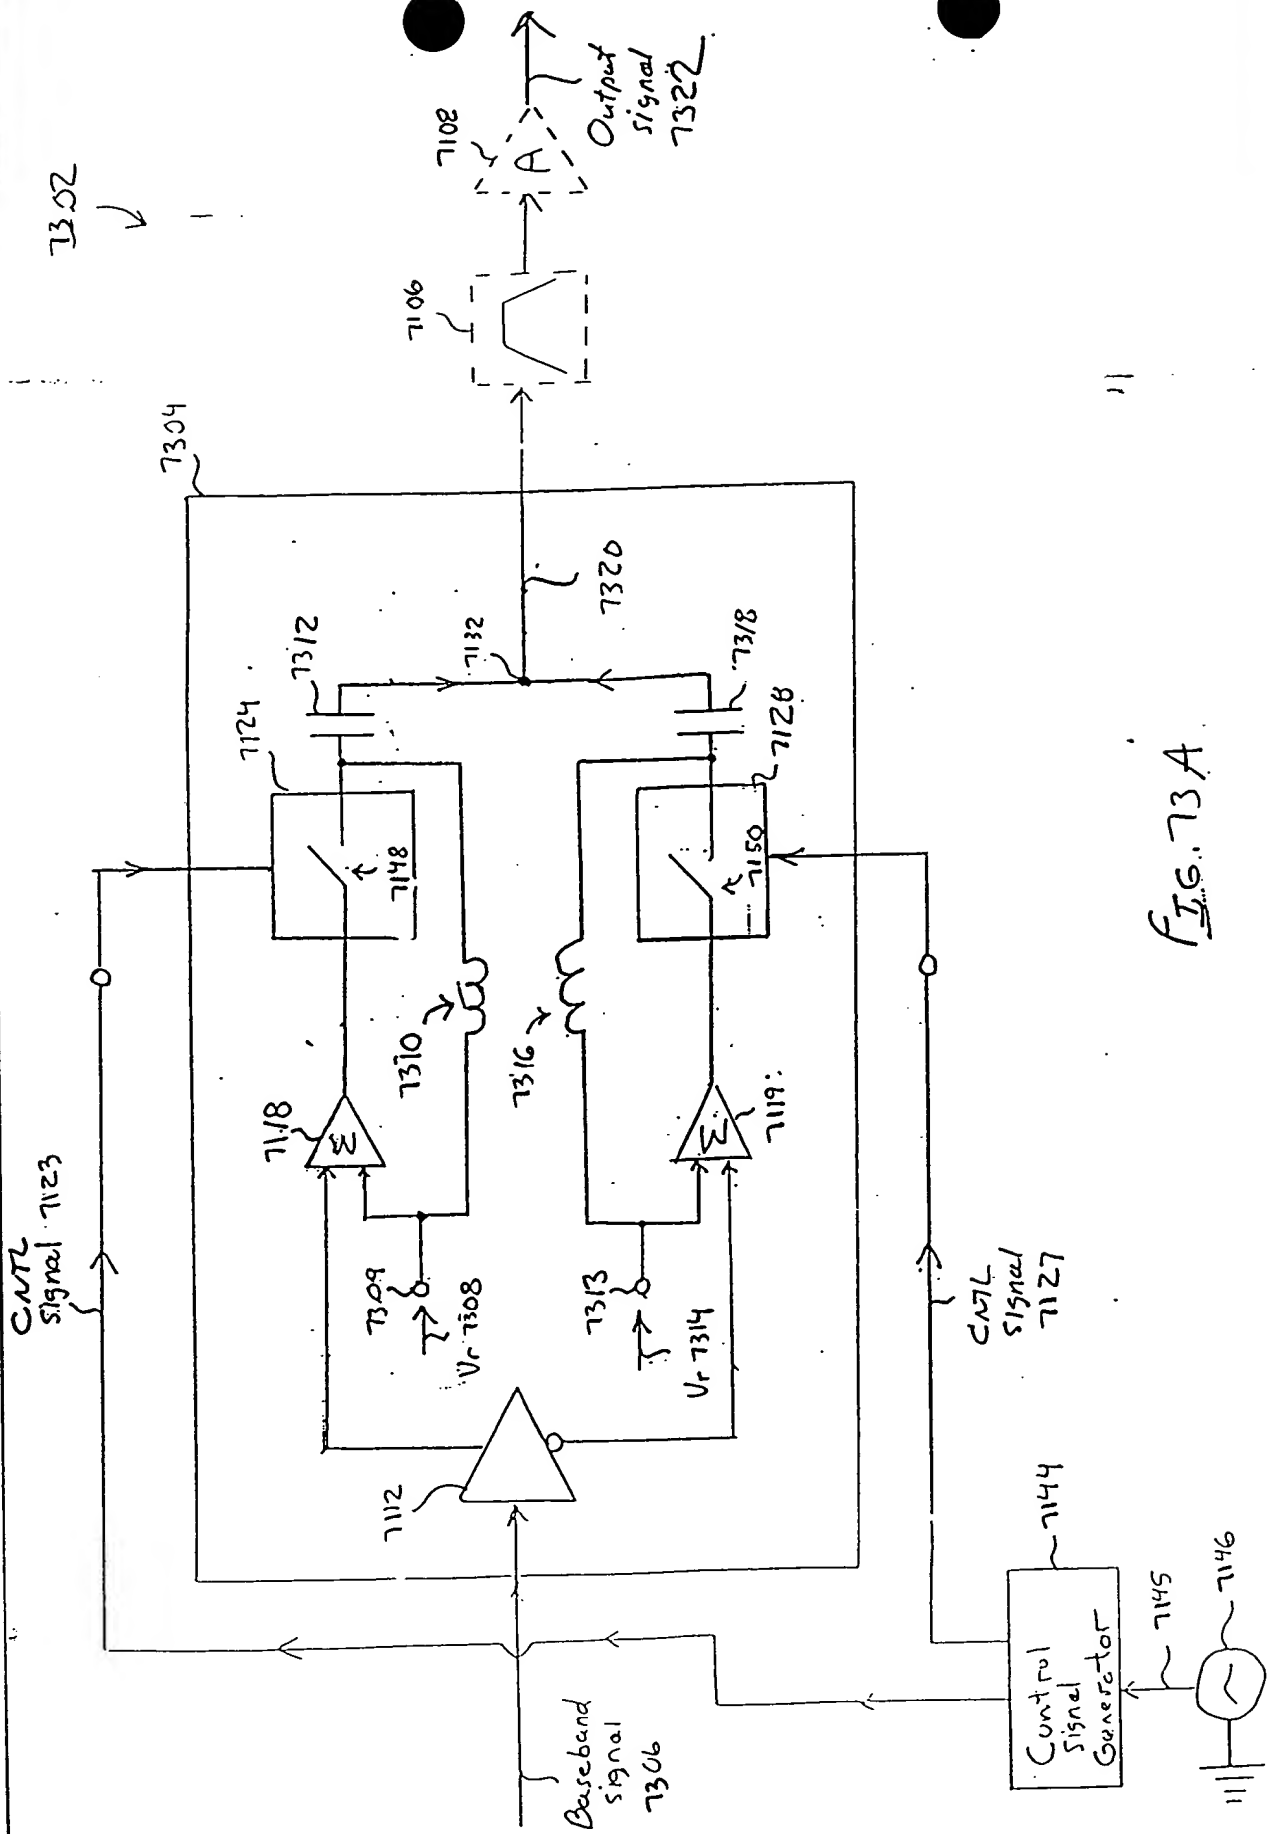 7302
7304
CNTL
signal 7123
7124
7148
7312
7118
Σ
7310
7309
Vr 7308
7132
7320
7106
7108
A
Output
signal
7322
7112
Baseband
signal
7306
7316
7313
Vr 7314
Σ
7119
7150
7128
7318
CNTL
signal
7127
Control
Signal
Generator
7144
7145
7146
FIG. 73A